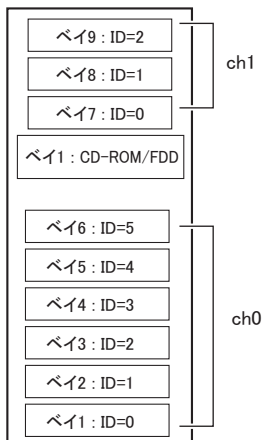 ベイ9 : ID=2
ベイ8 : ID=1
ch1
ベイ7 : ID=0
ベイ1 : CD-ROM/FDD
ベイ6 : ID=5
ベイ5 : ID=4
ベイ4 : ID=3
ch0
ベイ3 : ID=2
ベイ2 : ID=1
ベイ1 : ID=0